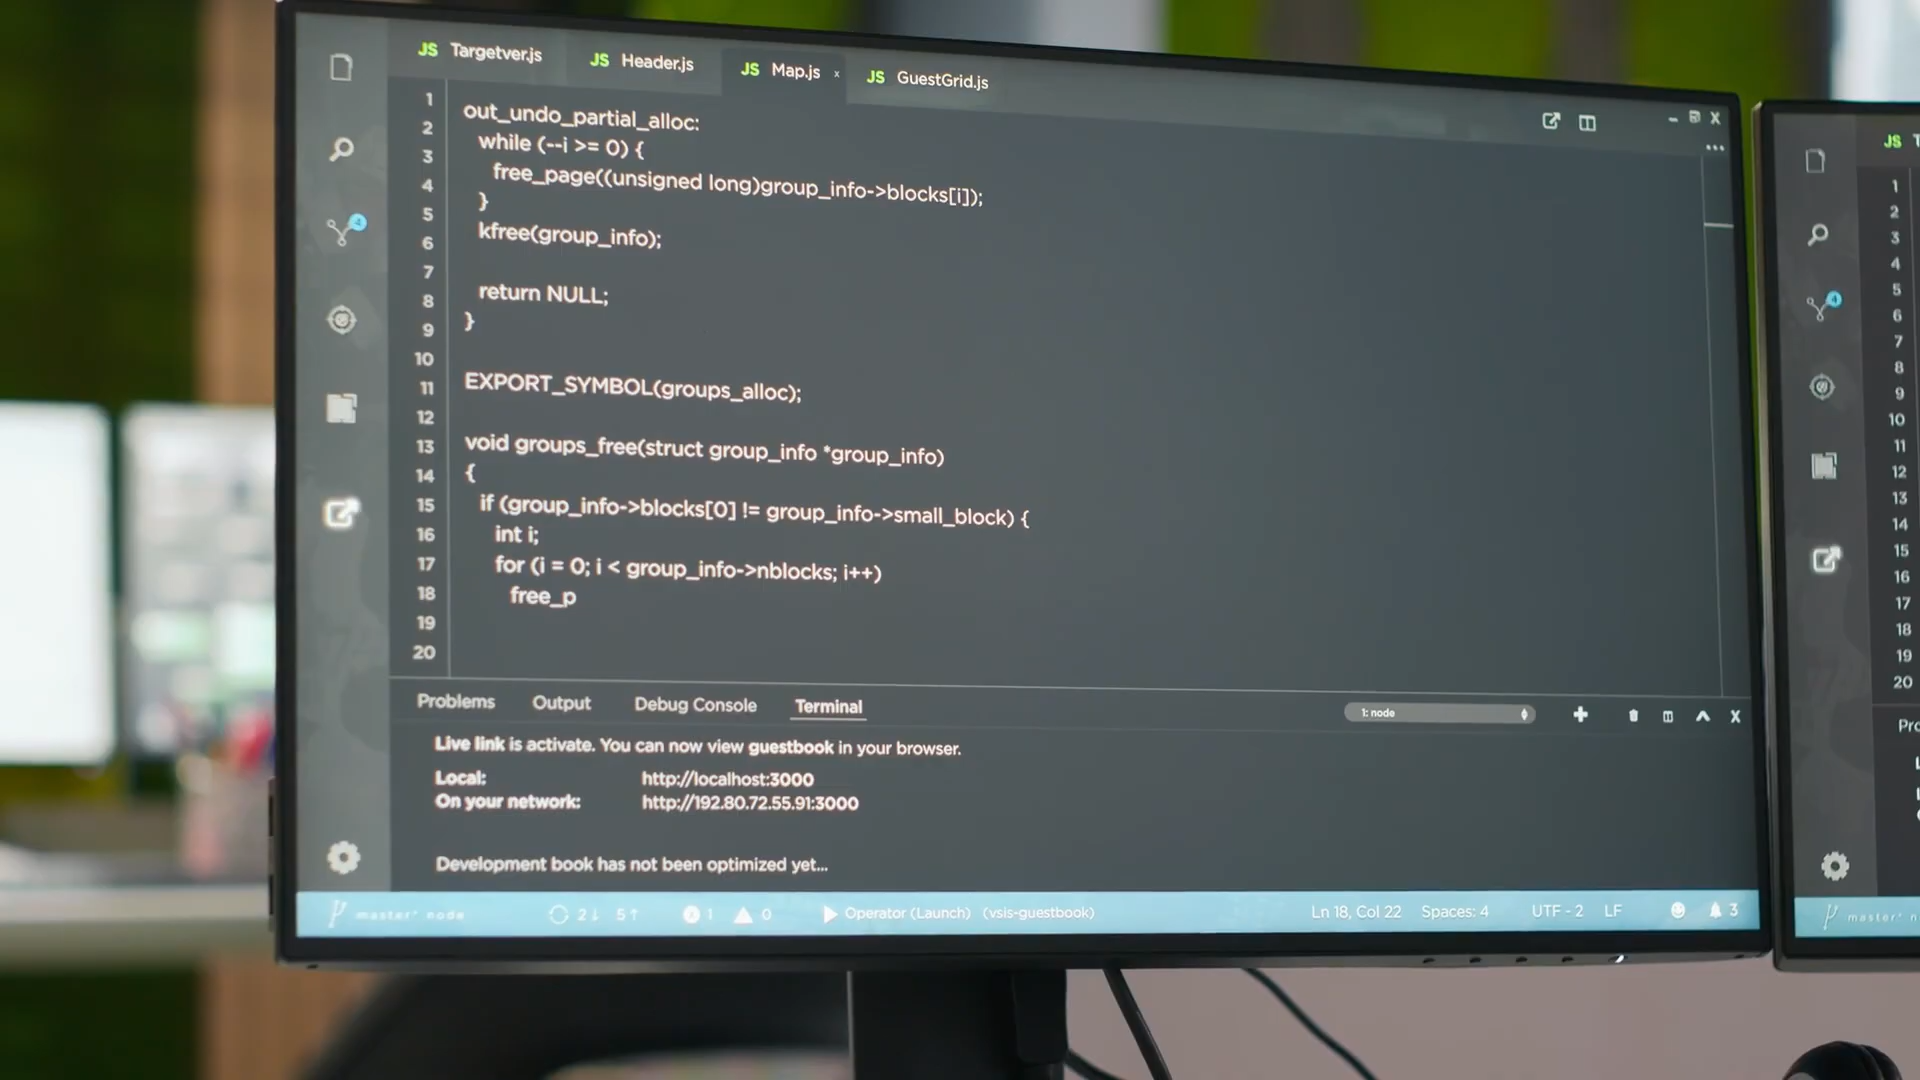 JS Targetver.js JS Header.js JS Map.js x JS GuestGrid.js
1 out_undo_partial_alloc:
2 while (--i >= 0) {
3 free_page((unsigned long)group_info->blocks[i]);
4 }
5 kfree(group_info);
6
7 return NULL;
8 }
9
10 EXPORT_SYMBOL(groups_alloc);
11
12 void groups_free(struct group_info *group_info)
13 {
14 if (group_info->blocks[0] != group_info->small_block) {
15 int i;
16 for (i = 0; i < group_info->nblocks; i++)
17 free_p
18
19
20
Problems Output Debug Console Terminal 1: node
Live link is activate. You can now view guestbook in your browser.
Local: http://localhost:3000
On your network: http://192.80.72.55.91:3000
Development book has not been optimized yet...
master* node 2↓ 5↑ 1 0 Operator (Launch) (vsis-guestbook) Ln 18, Col 22 Spaces: 4 UTF - 2 LF 3
JS
1
2
3
4
5
6
7
8
9
10
11
12
13
14
15
16
17
18
19
20
master*